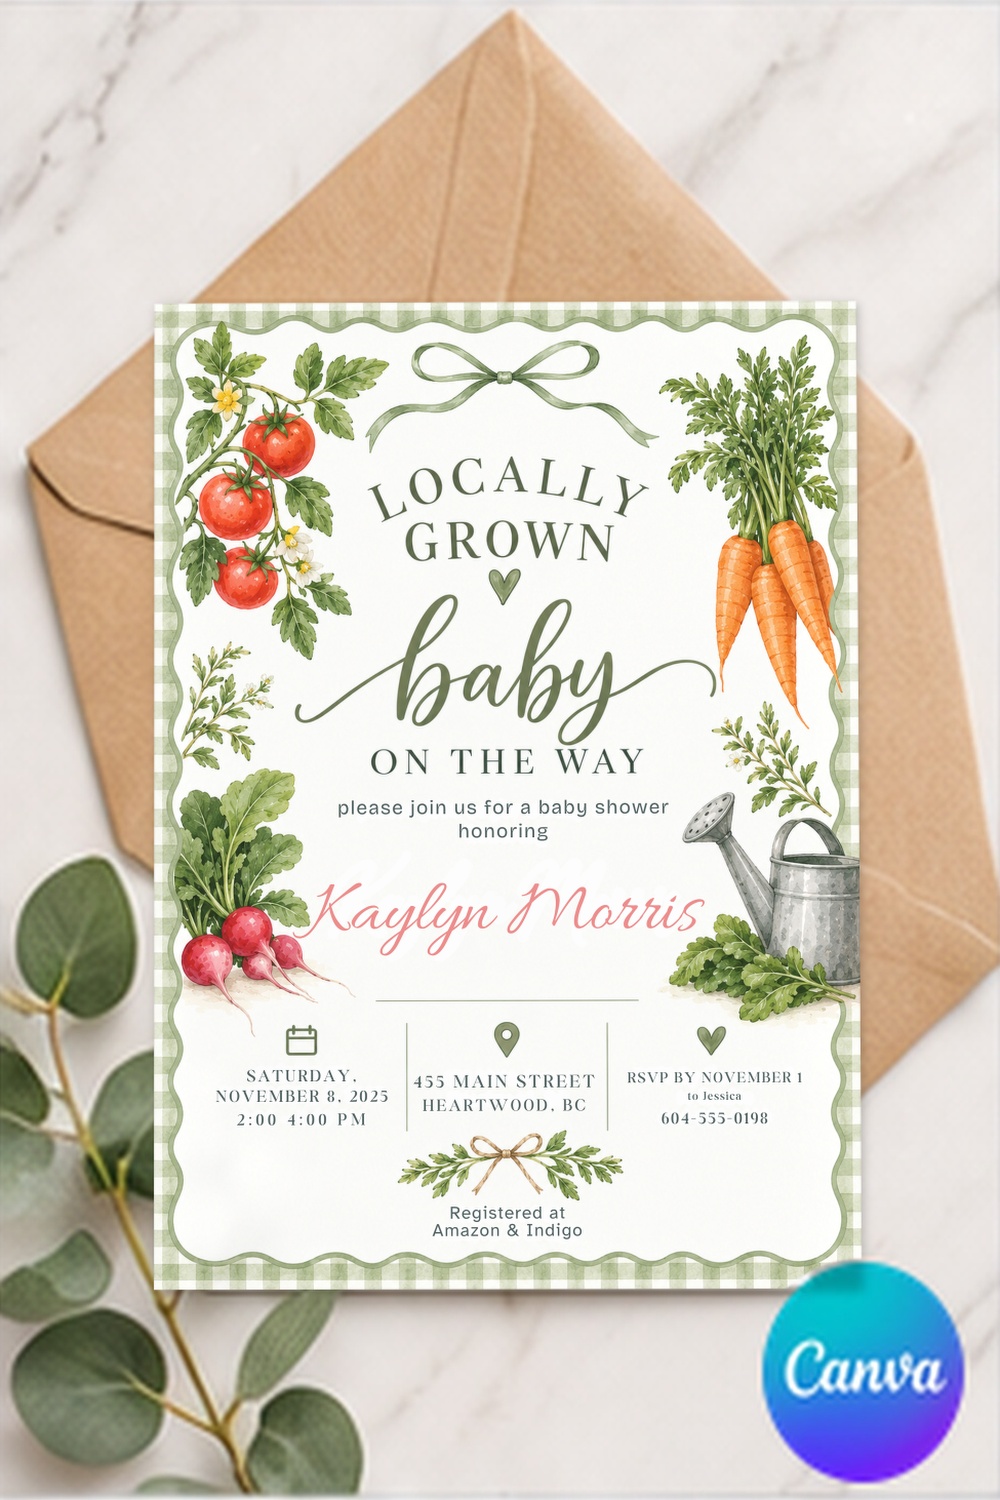 LOCALLY
GROWN
baby
ON THE WAY
please join us for a baby shower
honoring
Kaylyn Morris
SATURDAY,
NOVEMBER 8, 2025
2:00 4:00 PM
455 MAIN STREET
HEARTWOOD, BC
RSVP BY NOVEMBER 1
to Jessica
604-555-0198
Registered at
Amazon & Indigo
Canva